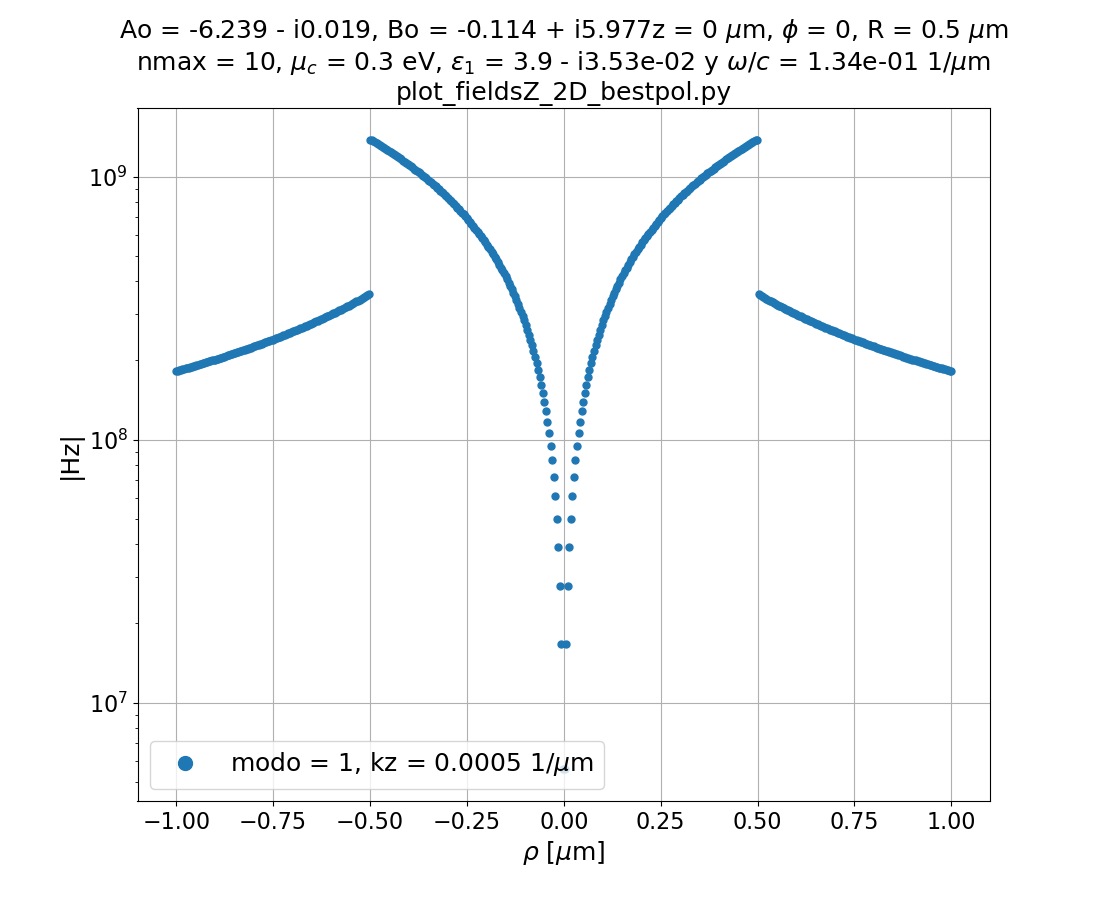 Ao = -6.239 - i0.019, Bo = -0.114 + i5.977z = 0 μm, ϕ = 0, R = 0.5 μm
nmax = 10, μc = 0.3 eV, ε1 = 3.9 - i3.53e-02 y ω/c = 1.34e-01 1/μm
plot_fieldsZ_2D_bestpol.py
10⁹
10⁸
10⁷
|Hz|
modo = 1, kz = 0.0005 1/μm
−1.00 −0.75 −0.50 −0.25 0.00 0.25 0.50 0.75 1.00
ρ [μm]